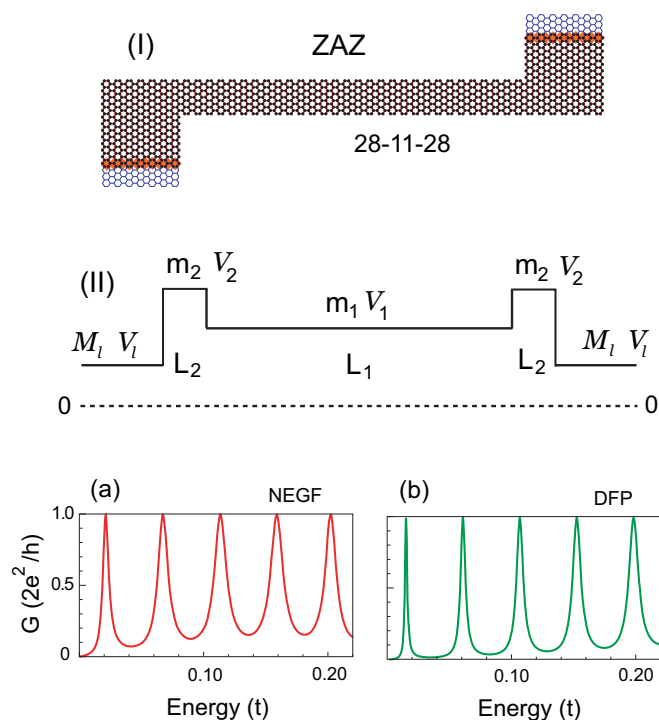 (I) ZAZ
28-11-28
(II) m₂ V₂ m₂ V₂
m₁ V₁
Mₗ Vₗ Mₗ Vₗ
L₂ L₁ L₂
0 0
(a) NEGF (b) DFP
1.0
0.5
0
G (2e²/h)
0.10 0.20 0.10 0.20
Energy (t) Energy (t)